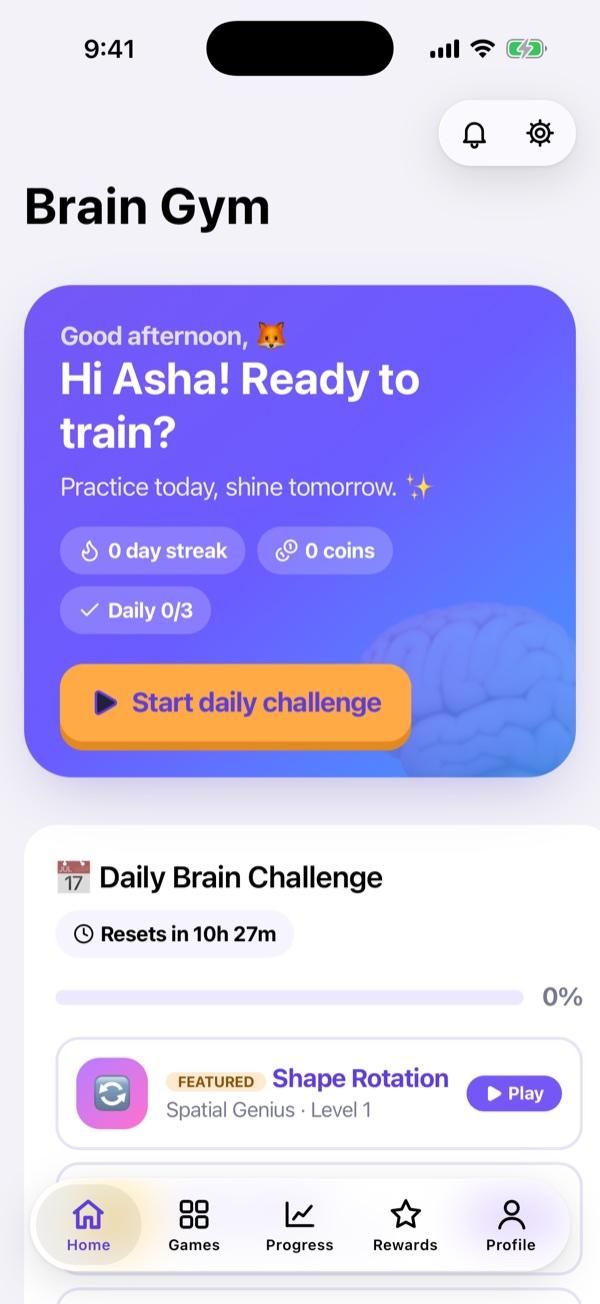 9:41
Brain Gym
Good afternoon, 🦊
Hi Asha! Ready to
train?
Practice today, shine tomorrow. ✨
0 day streak
0 coins
Daily 0/3
Start daily challenge
📅 Daily Brain Challenge
Resets in 10h 27m
0%
FEATURED Shape Rotation
Spatial Genius · Level 1
Play
Home
Games
Progress
Rewards
Profile